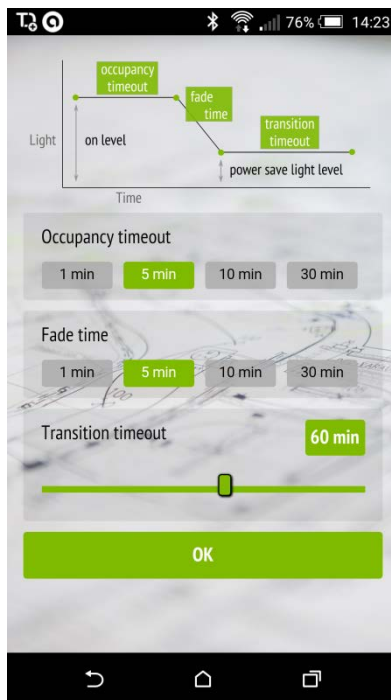 76% 14:23
occupancy
timeout
fade
time
transition
timeout
Light
on level
power save light level
Time
Occupancy timeout
1 min 5 min 10 min 30 min
Fade time
1 min 5 min 10 min 30 min
Transition timeout 60 min
OK